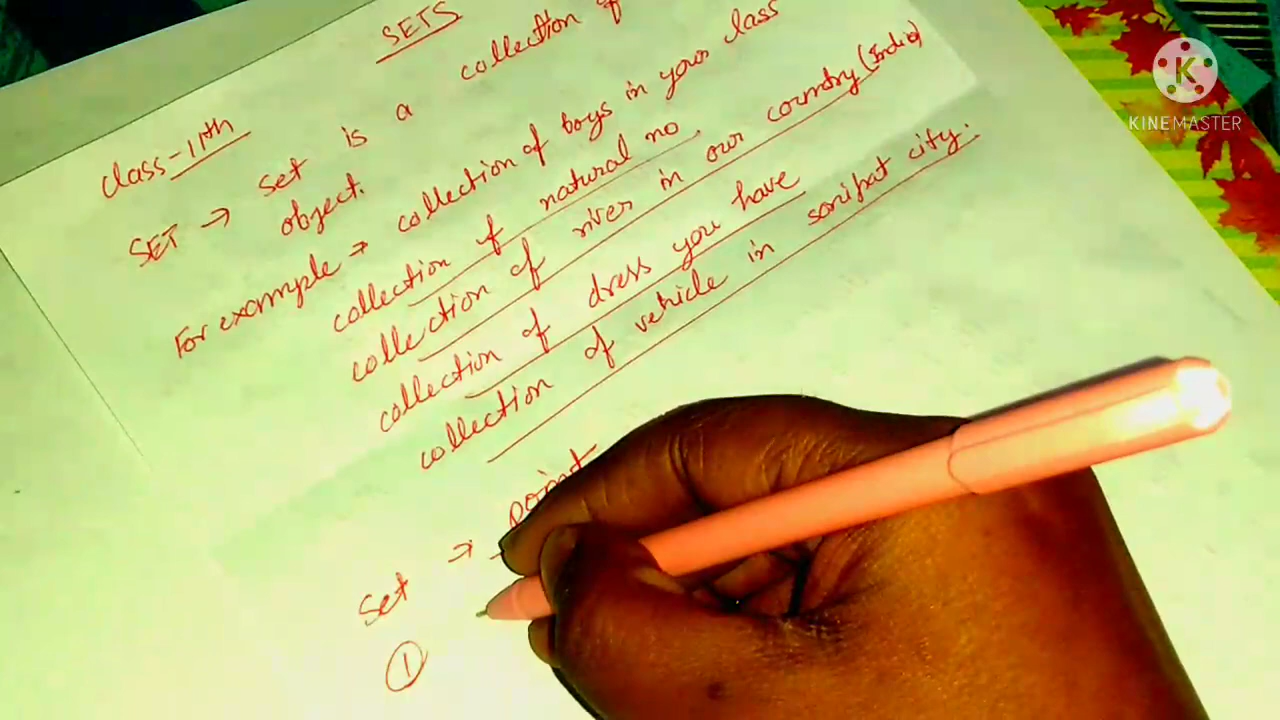 SETS
class-11th
SET → Set is a collection of
object.
For example → collection of boys in your class
collection of natural no
collection of river in our country (India)
collection of dress you have
collection of vehicle in sonipat city.
Set → point
①
KINEMASTER